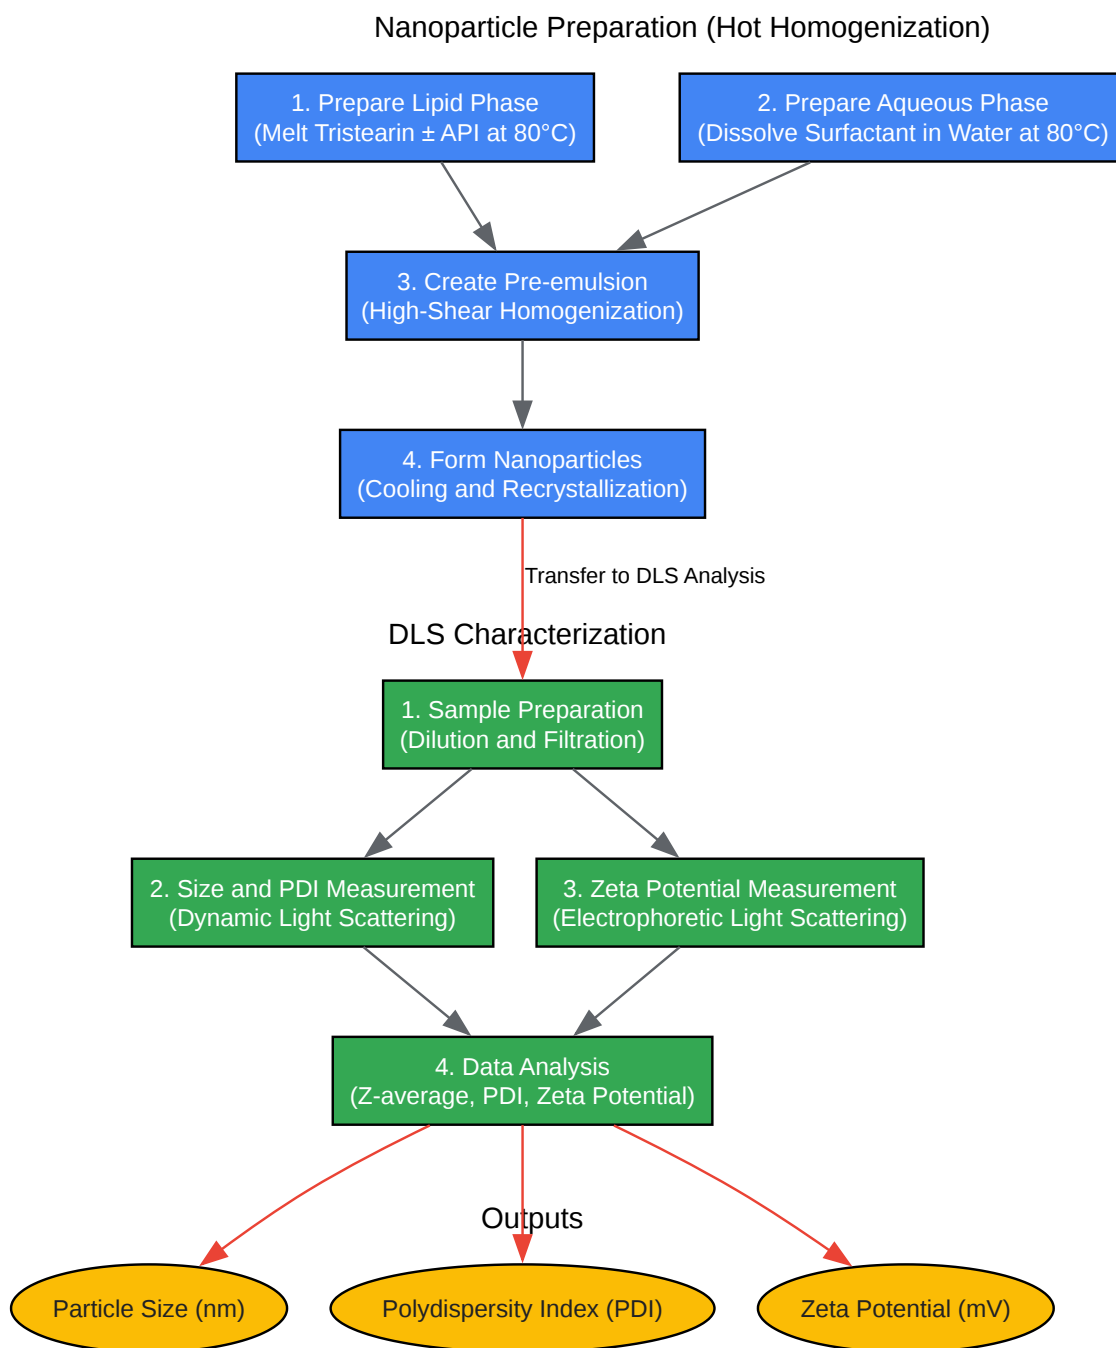 Nanoparticle Preparation (Hot Homogenization)
1. Prepare Lipid Phase
(Melt Tristearin ± API at 80°C)
2. Prepare Aqueous Phase
(Dissolve Surfactant in Water at 80°C)
3. Create Pre-emulsion
(High-Shear Homogenization)
4. Form Nanoparticles
(Cooling and Recrystallization)
Transfer to DLS Analysis
DLS Characterization
1. Sample Preparation
(Dilution and Filtration)
2. Size and PDI Measurement
(Dynamic Light Scattering)
3. Zeta Potential Measurement
(Electrophoretic Light Scattering)
4. Data Analysis
(Z-average, PDI, Zeta Potential)
Outputs
Particle Size (nm)
Polydispersity Index (PDI)
Zeta Potential (mV)